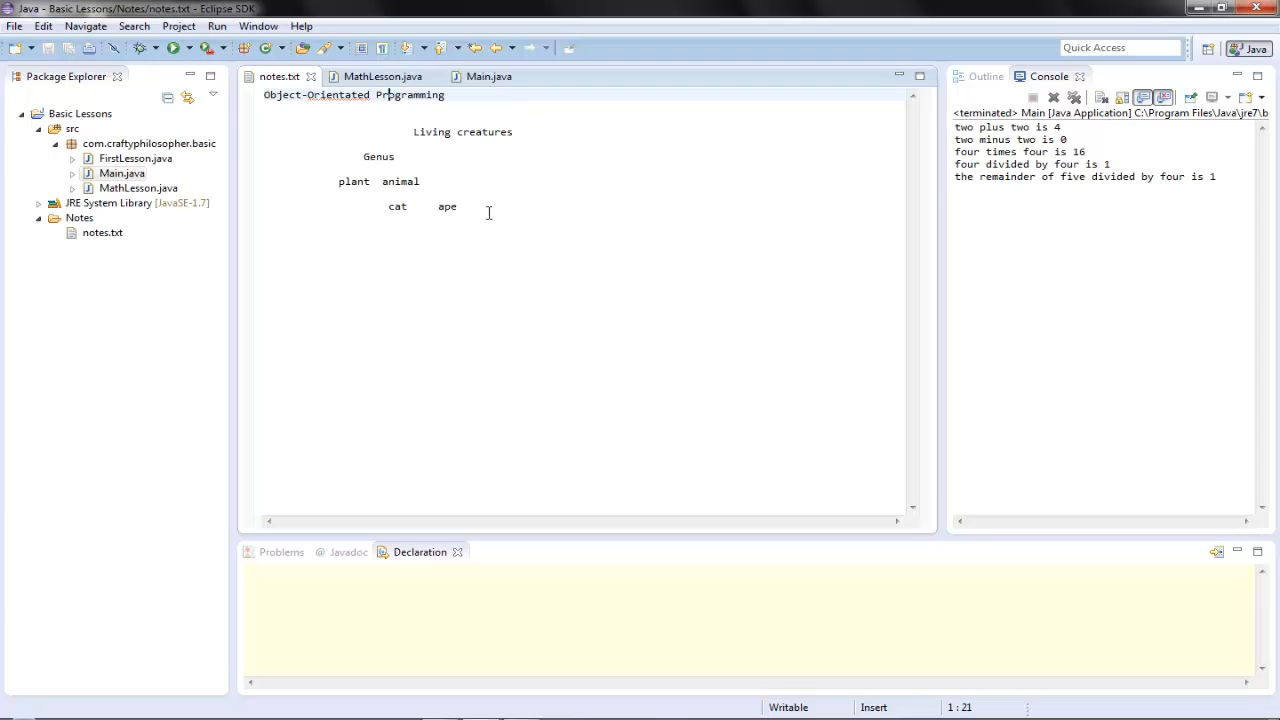 Java - Basic Lessons/Notes/notes.txt - Eclipse SDK
File Edit Navigate Search Project Run Window Help
Quick Access
Java
Package Explorer
Basic Lessons
src
com.craftyphilosopher.basic
FirstLesson.java
Main.java
MathLesson.java
JRE System Library [JavaSE-1.7]
Notes
notes.txt
notes.txt MathLesson.java Main.java
Object-Orientated Programming
Living creatures
Genus
plant animal
cat ape
Outline Console
<terminated> Main [Java Application] C:\Program Files\Java\jre7\b
two plus two is 4
two minus two is 0
four times four is 16
four divided by four is 1
the remainder of five divided by four is 1
Problems @ Javadoc Declaration
Writable Insert 1 : 21